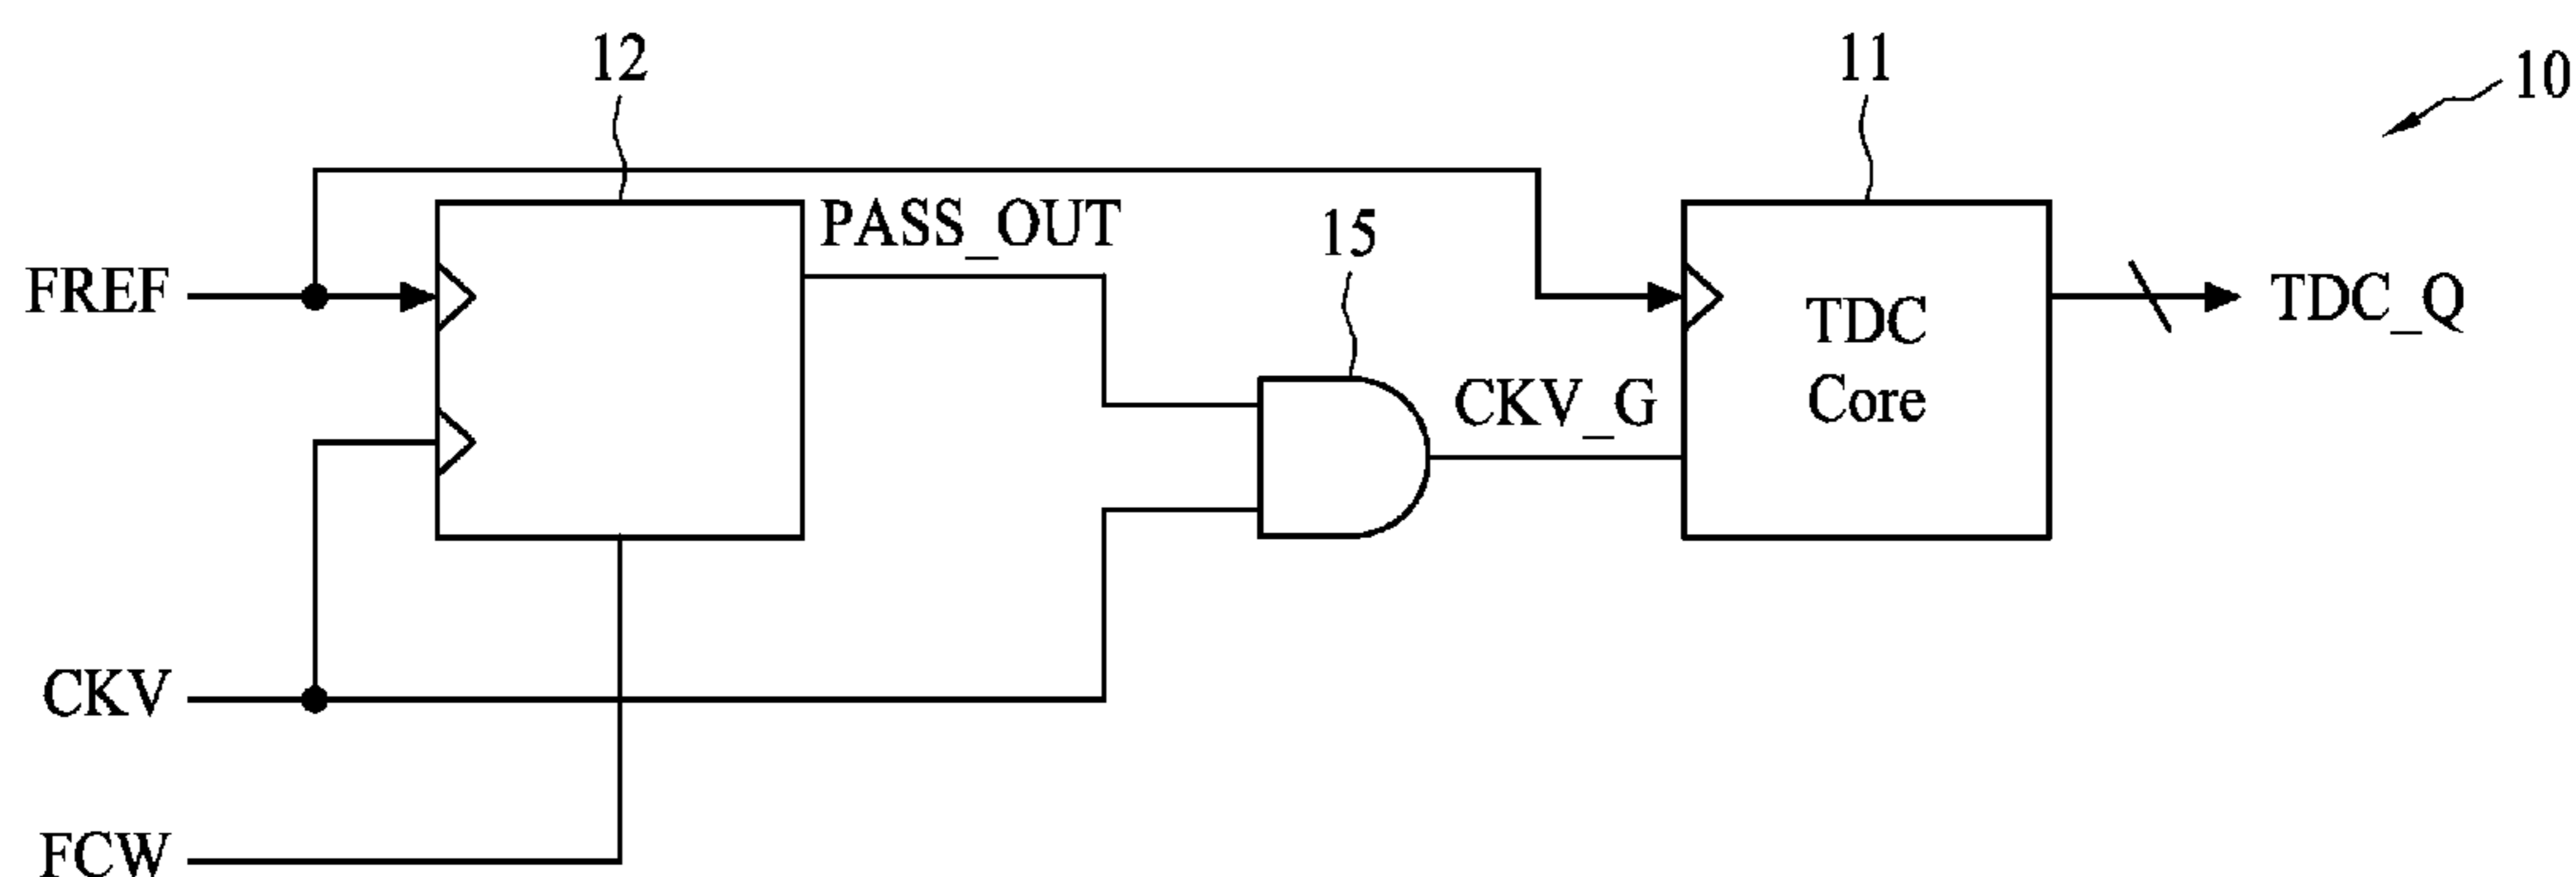 12
11
10
PASS_OUT
15
FREF
TDC
Core
TDC_Q
CKV_G
CKV
FCW